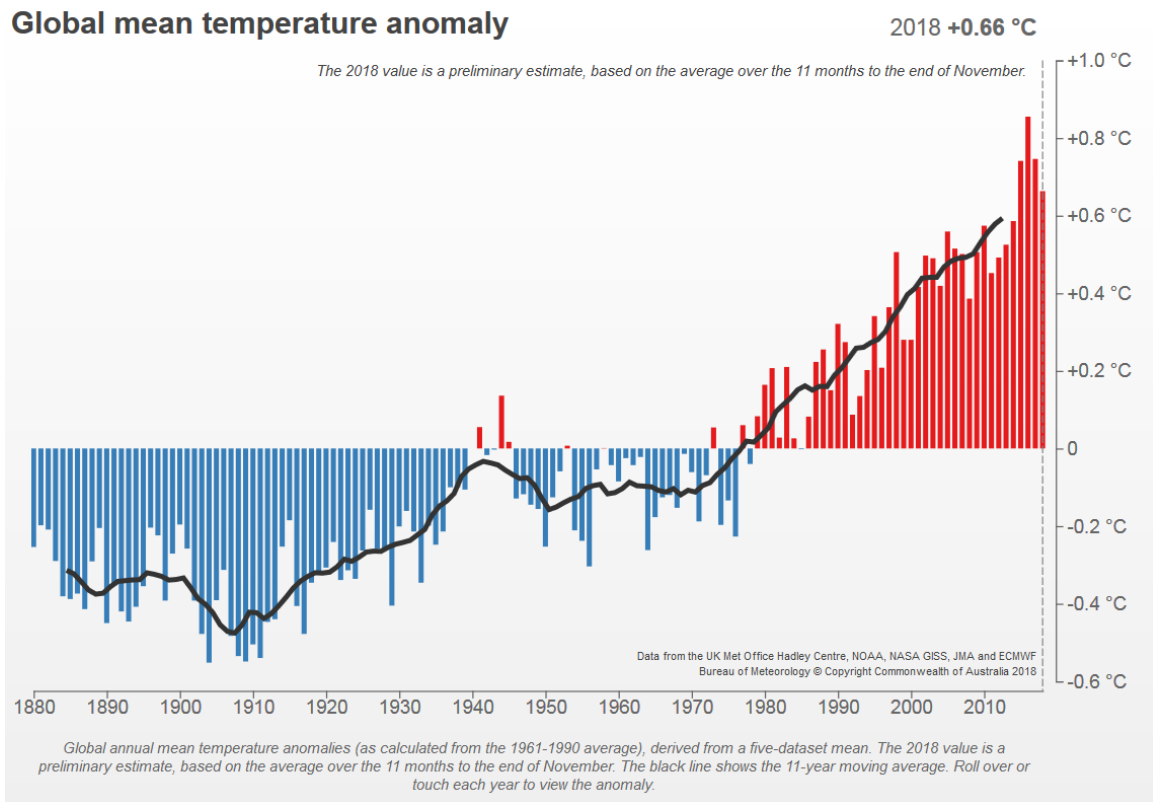 Global mean temperature anomaly
2018 +0.66 °C
The 2018 value is a preliminary estimate, based on the average over the 11 months to the end of November.
+1.0 °C
+0.8 °C
+0.6 °C
+0.4 °C
+0.2 °C
0
-0.2 °C
-0.4 °C
-0.6 °C
Data from the UK Met Office Hadley Centre, NOAA, NASA GISS, JMA and ECMWF
Bureau of Meteorology © Copyright Commonwealth of Australia 2018
1880 1890 1900 1910 1920 1930 1940 1950 1960 1970 1980 1990 2000 2010
Global annual mean temperature anomalies (as calculated from the 1961-1990 average), derived from a five-dataset mean. The 2018 value is a
preliminary estimate, based on the average over the 11 months to the end of November. The black line shows the 11-year moving average. Roll over or
touch each year to view the anomaly.